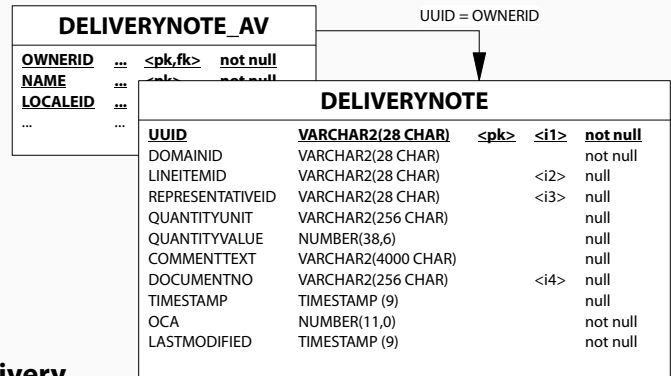 DELIVERYNOTE_AV
UUID = OWNERID
OWNERID ... <pk,fk> not null
NAME ... <pk> not null
LOCALEID ...
... ...
DELIVERYNOTE
UUID VARCHAR2(28 CHAR) <pk> <i1> not null
DOMAINID VARCHAR2(28 CHAR) not null
LINEITEMID VARCHAR2(28 CHAR) <i2> null
REPRESENTATIVEID VARCHAR2(28 CHAR) <i3> null
QUANTITYUNIT VARCHAR2(256 CHAR) null
QUANTITYVALUE NUMBER(38,6) null
COMMENTTEXT VARCHAR2(4000 CHAR) null
DOCUMENTNO VARCHAR2(256 CHAR) <i4> null
TIMESTAMP TIMESTAMP (9) null
OCA NUMBER(11,0) not null
LASTMODIFIED TIMESTAMP (9) not null